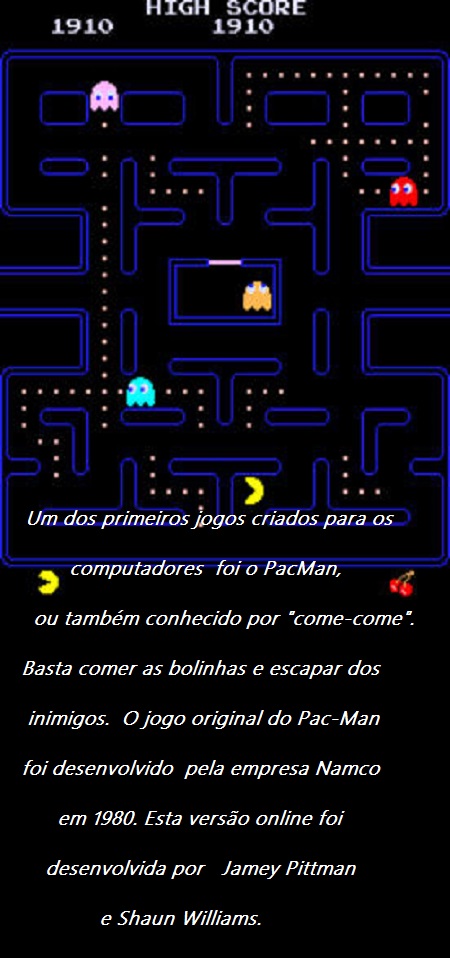 HIGH SCORE
1910 1910
Um dos primeiros jogos criados para os
computadores foi o PacMan,
ou também conhecido por "come-come".
Basta comer as bolinhas e escapar dos
inimigos. O jogo original do Pac-Man
foi desenvolvido pela empresa Namco
em 1980. Esta versão online foi
desenvolvida por Jamey Pittman
e Shaun Williams.